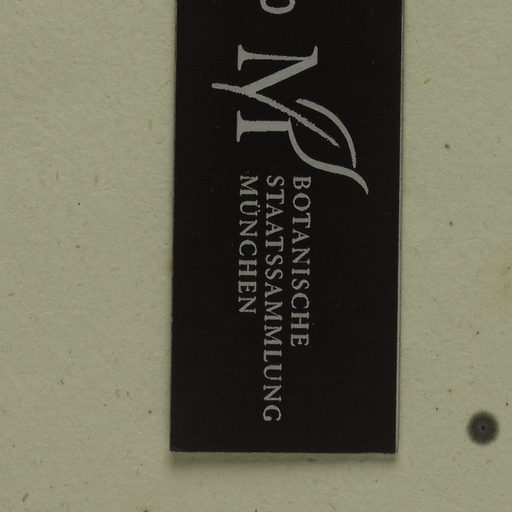 M
BOTANISCHE
STAATSSAMMLUNG
MÜNCHEN